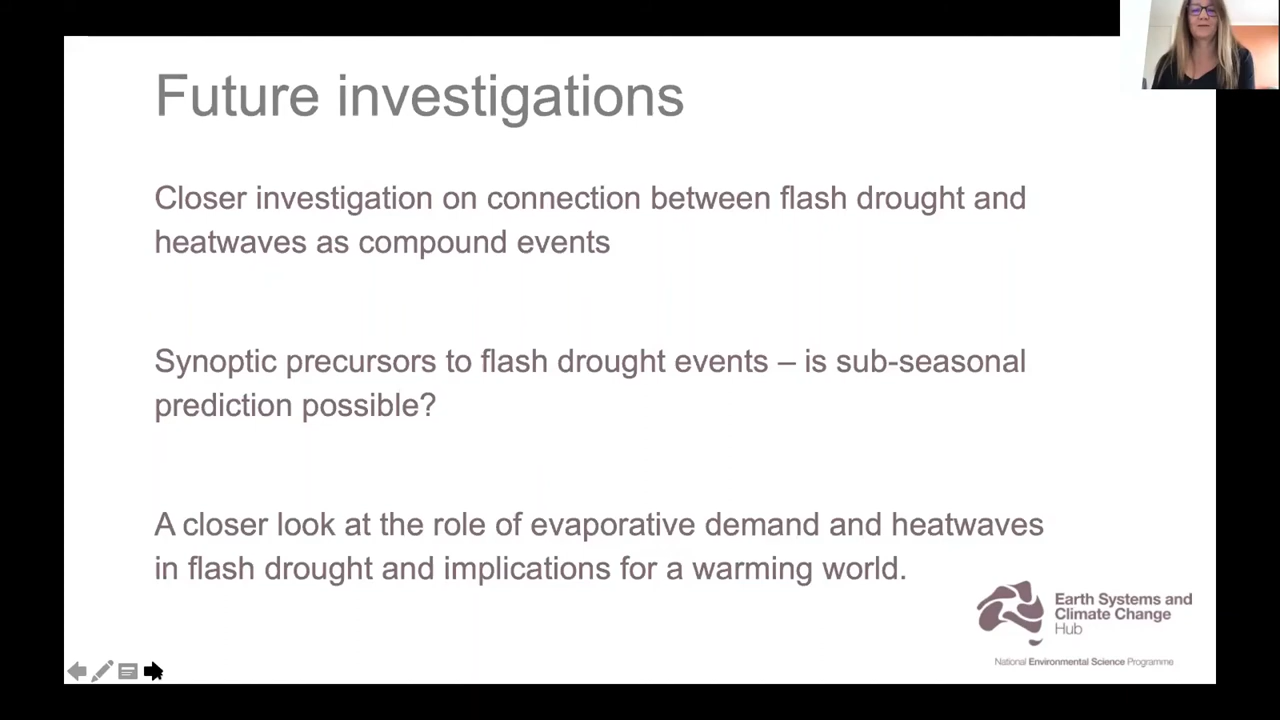 Future investigations
Closer investigation on connection between flash drought and
heatwaves as compound events
Synoptic precursors to flash drought events – is sub-seasonal
prediction possible?
A closer look at the role of evaporative demand and heatwaves
in flash drought and implications for a warming world.
Earth Systems and
Climate Change
Hub
National Environmental Science Programme